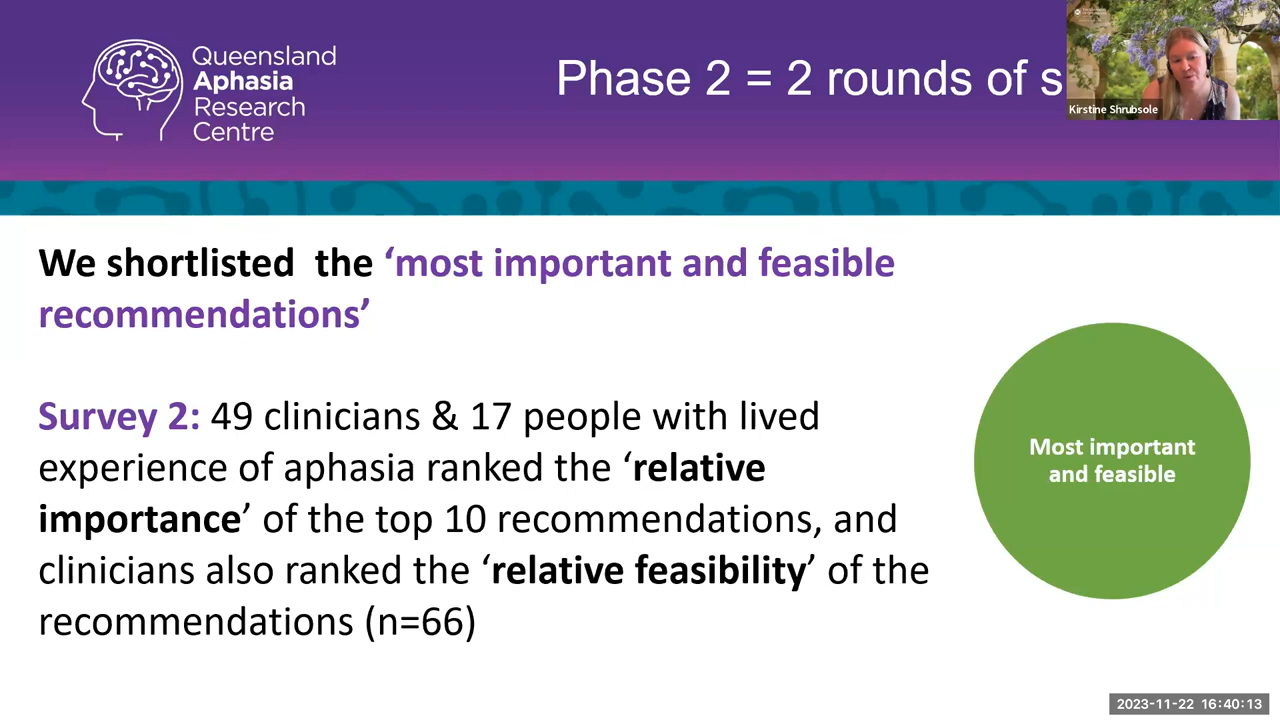 Queensland
Aphasia
Research
Centre
Phase 2 = 2 rounds of s
Kirstine Shrubsole
We shortlisted  the ‘most important and feasible
recommendations’
Survey 2: 49 clinicians & 17 people with lived
experience of aphasia ranked the ‘relative
importance’ of the top 10 recommendations, and
clinicians also ranked the ‘relative feasibility’ of the
recommendations (n=66)
Most important
and feasible
2023-11-22 16:40:13